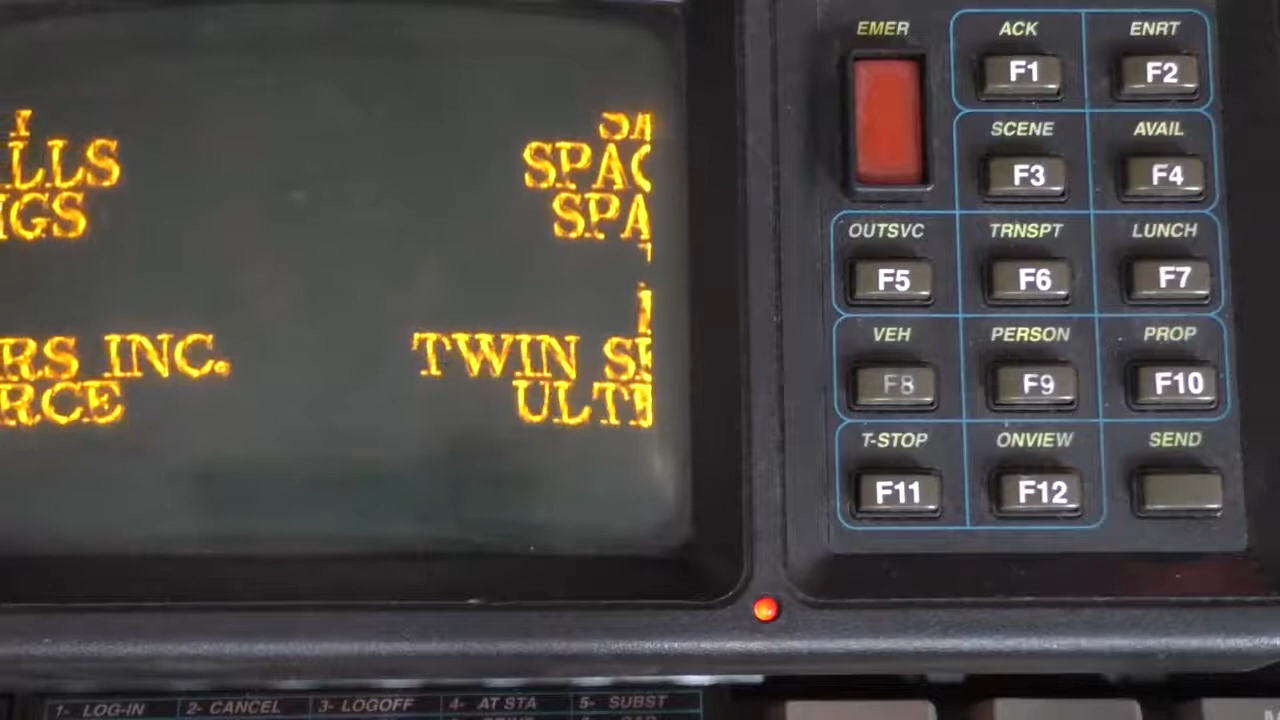 LLS
SPAC
IGS
SPA
RS INC.
TWIN S
RCE
ULT
EMER
ACK
ENRT
F1
F2
SCENE
AVAIL
F3
F4
OUTSVC
TRNSPT
LUNCH
F5
F6
F7
VEH
PERSON
PROP
F8
F9
F10
T-STOP
ONVIEW
SEND
F11
F12
1- LOG-IN
2- CANCEL
3- LOGOFF
4- AT STA
5- SUBST